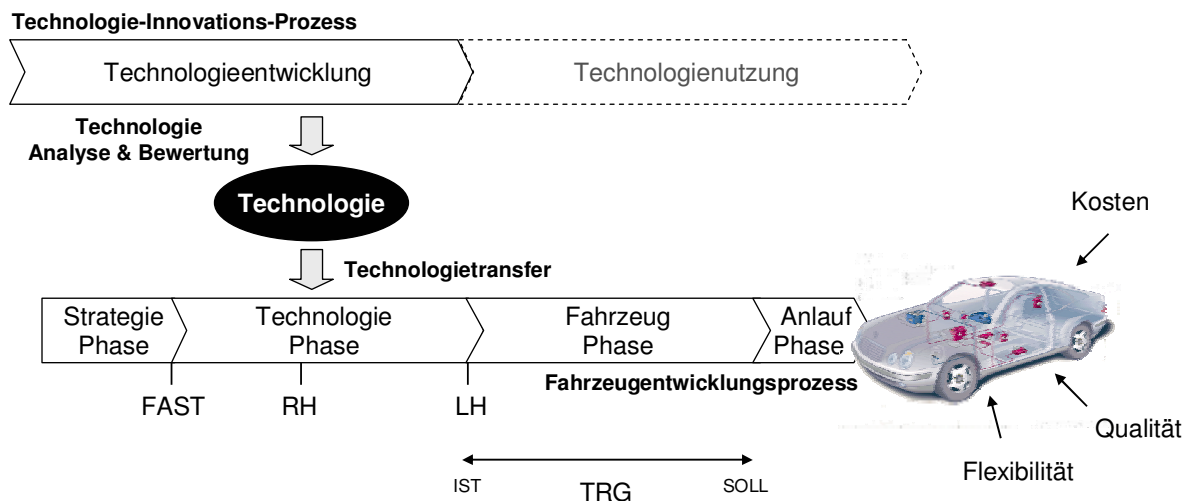 Technologie-Innovations-Prozess
Technologieentwicklung
Technologienutzung
Technologie
Analyse & Bewertung
Technologie
Kosten
Technologietransfer
Strategie
Phase
Technologie
Phase
Fahrzeug
Phase
Anlauf
Phase
Fahrzeugentwicklungsprozess
FAST
RH
LH
Qualität
Flexibilität
IST
TRG
SOLL